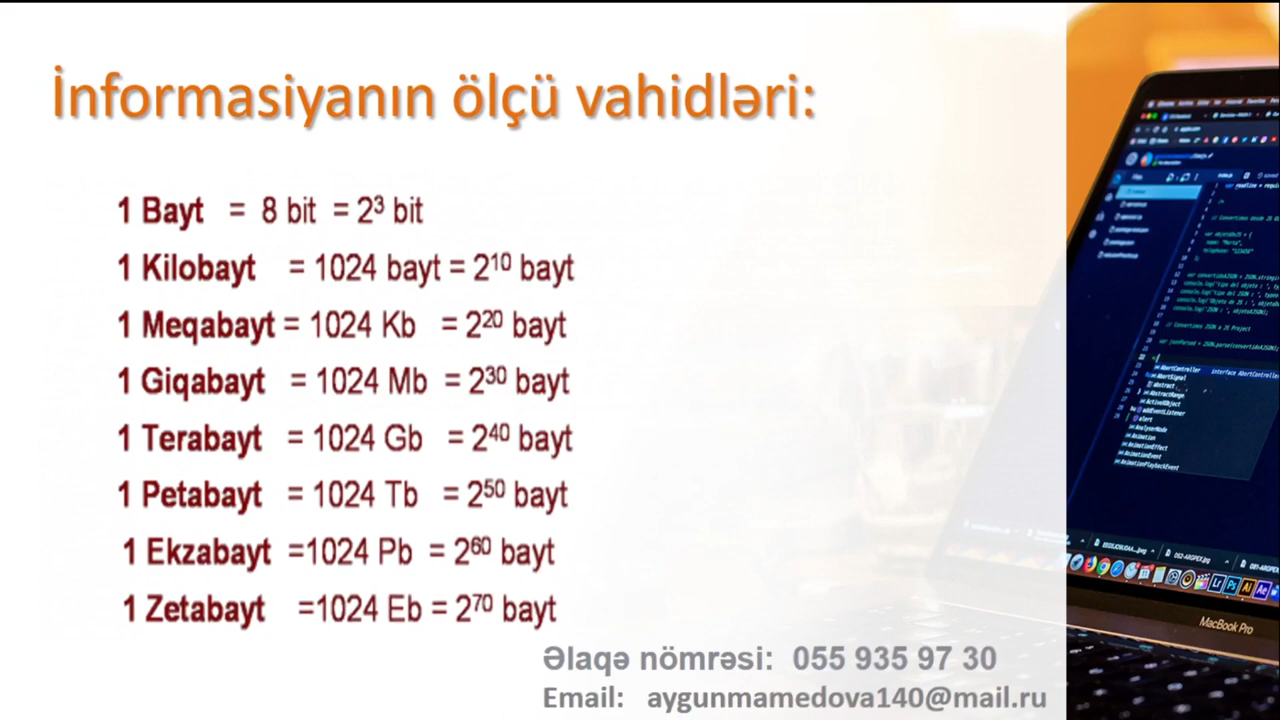 İnformasiyanın ölçü vahidləri:
1 Bayt = 8 bit = 2³ bit
1 Kilobayt = 1024 bayt = 2¹⁰ bayt
1 Meqabayt = 1024 Kb = 2²⁰ bayt
1 Giqabayt = 1024 Mb = 2³⁰ bayt
1 Terabayt = 1024 Gb = 2⁴⁰ bayt
1 Petabayt = 1024 Tb = 2⁵⁰ bayt
1 Ekzabayt =1024 Pb = 2⁶⁰ bayt
1 Zetabayt =1024 Eb = 2⁷⁰ bayt
Əlaqə nömrəsi: 055 935 97 30
Email: aygunmamedova140@mail.ru
MacBook Pro